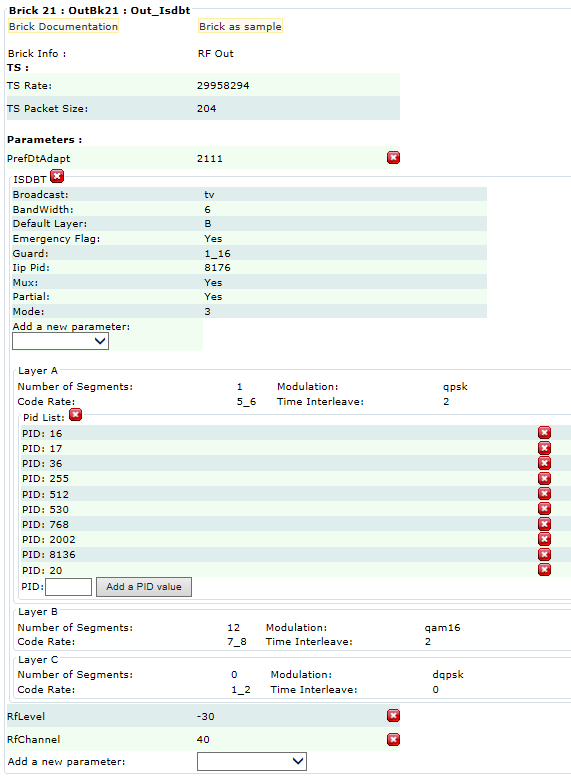 Brick 21 : OutBk21 : Out_Isdbt
Brick Documentation Brick as sample
Brick Info : RF Out
TS :
TS Rate: 29958294
TS Packet Size: 204
Parameters :
PrefDtAdapt 2111
ISDBT
Broadcast: tv
BandWidth: 6
Default Layer: B
Emergency Flag: Yes
Guard: 1_16
Iip Pid: 8176
Mux: Yes
Partial: Yes
Mode: 3
Add a new parameter:
Layer A
Number of Segments: 1 Modulation: qpsk
Code Rate: 5_6 Time Interleave: 2
Pid List:
PID: 16
PID: 17
PID: 36
PID: 255
PID: 512
PID: 530
PID: 768
PID: 2002
PID: 8136
PID: 20
PID: Add a PID value
Layer B
Number of Segments: 12 Modulation: qam16
Code Rate: 7_8 Time Interleave: 2
Layer C
Number of Segments: 0 Modulation: dqpsk
Code Rate: 1_2 Time Interleave: 0
RfLevel -30
RfChannel 40
Add a new parameter: